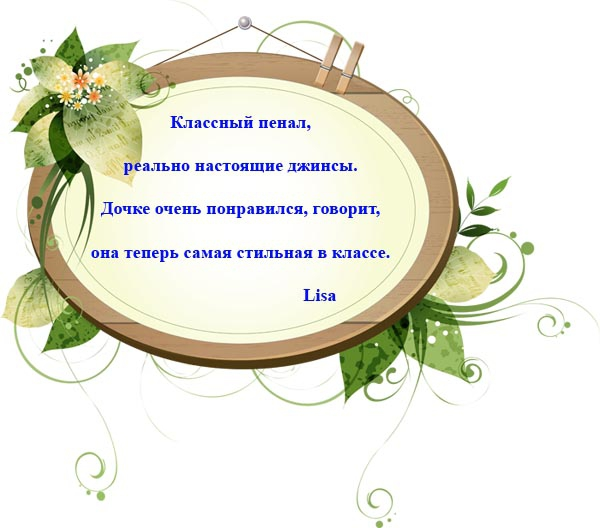 Классный пенал,
реально настоящие джинсы.
Дочке очень понравился, говорит,
она теперь самая стильная в классе.
Lisa